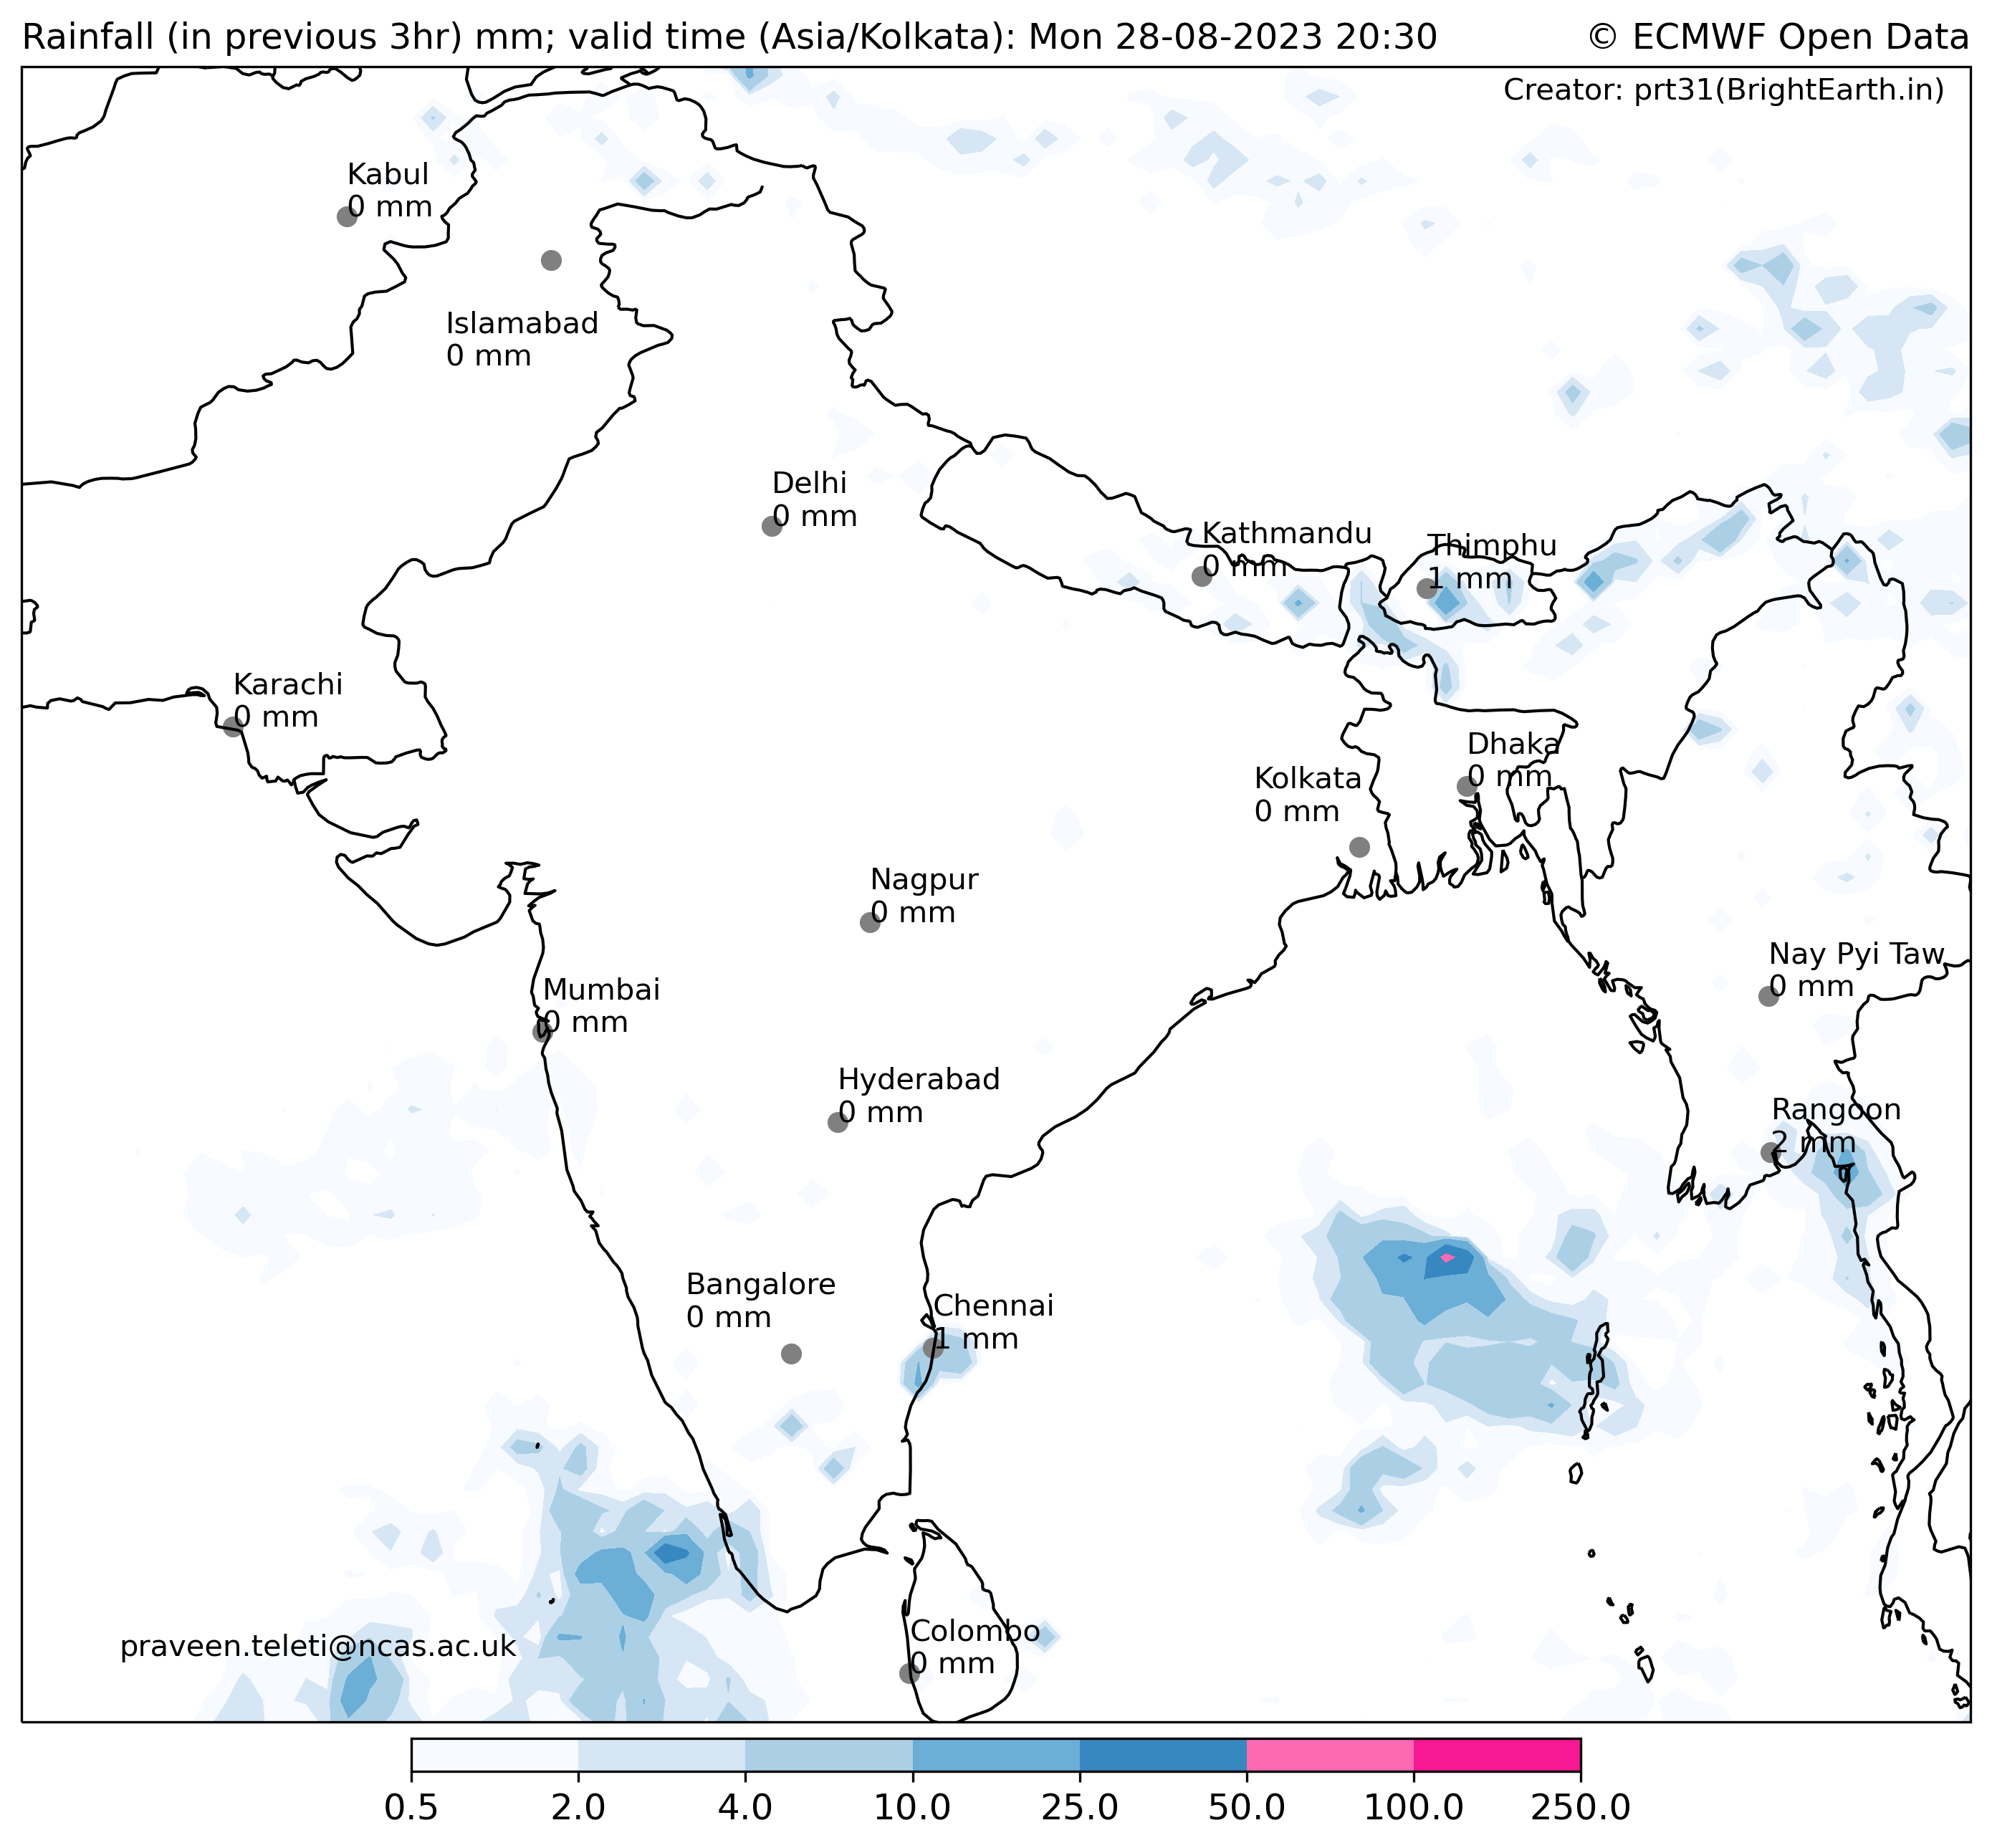 Rainfall (in previous 3hr) mm; valid time (Asia/Kolkata): Mon 28-08-2023 20:30
© ECMWF Open Data
Creator: prt31(BrightEarth.in)
Kabul
0 mm
Islamabad
0 mm
Delhi
0 mm
Kathmandu
0 mm
Thimphu
1 mm
Karachi
0 mm
Dhaka
0 mm
Kolkata
0 mm
Nagpur
0 mm
Nay Pyi Taw
0 mm
Mumbai
0 mm
Hyderabad
0 mm
Rangoon
2 mm
Bangalore
0 mm
Chennai
1 mm
Colombo
0 mm
praveen.teleti@ncas.ac.uk
0.5 2.0 4.0 10.0 25.0 50.0 100.0 250.0